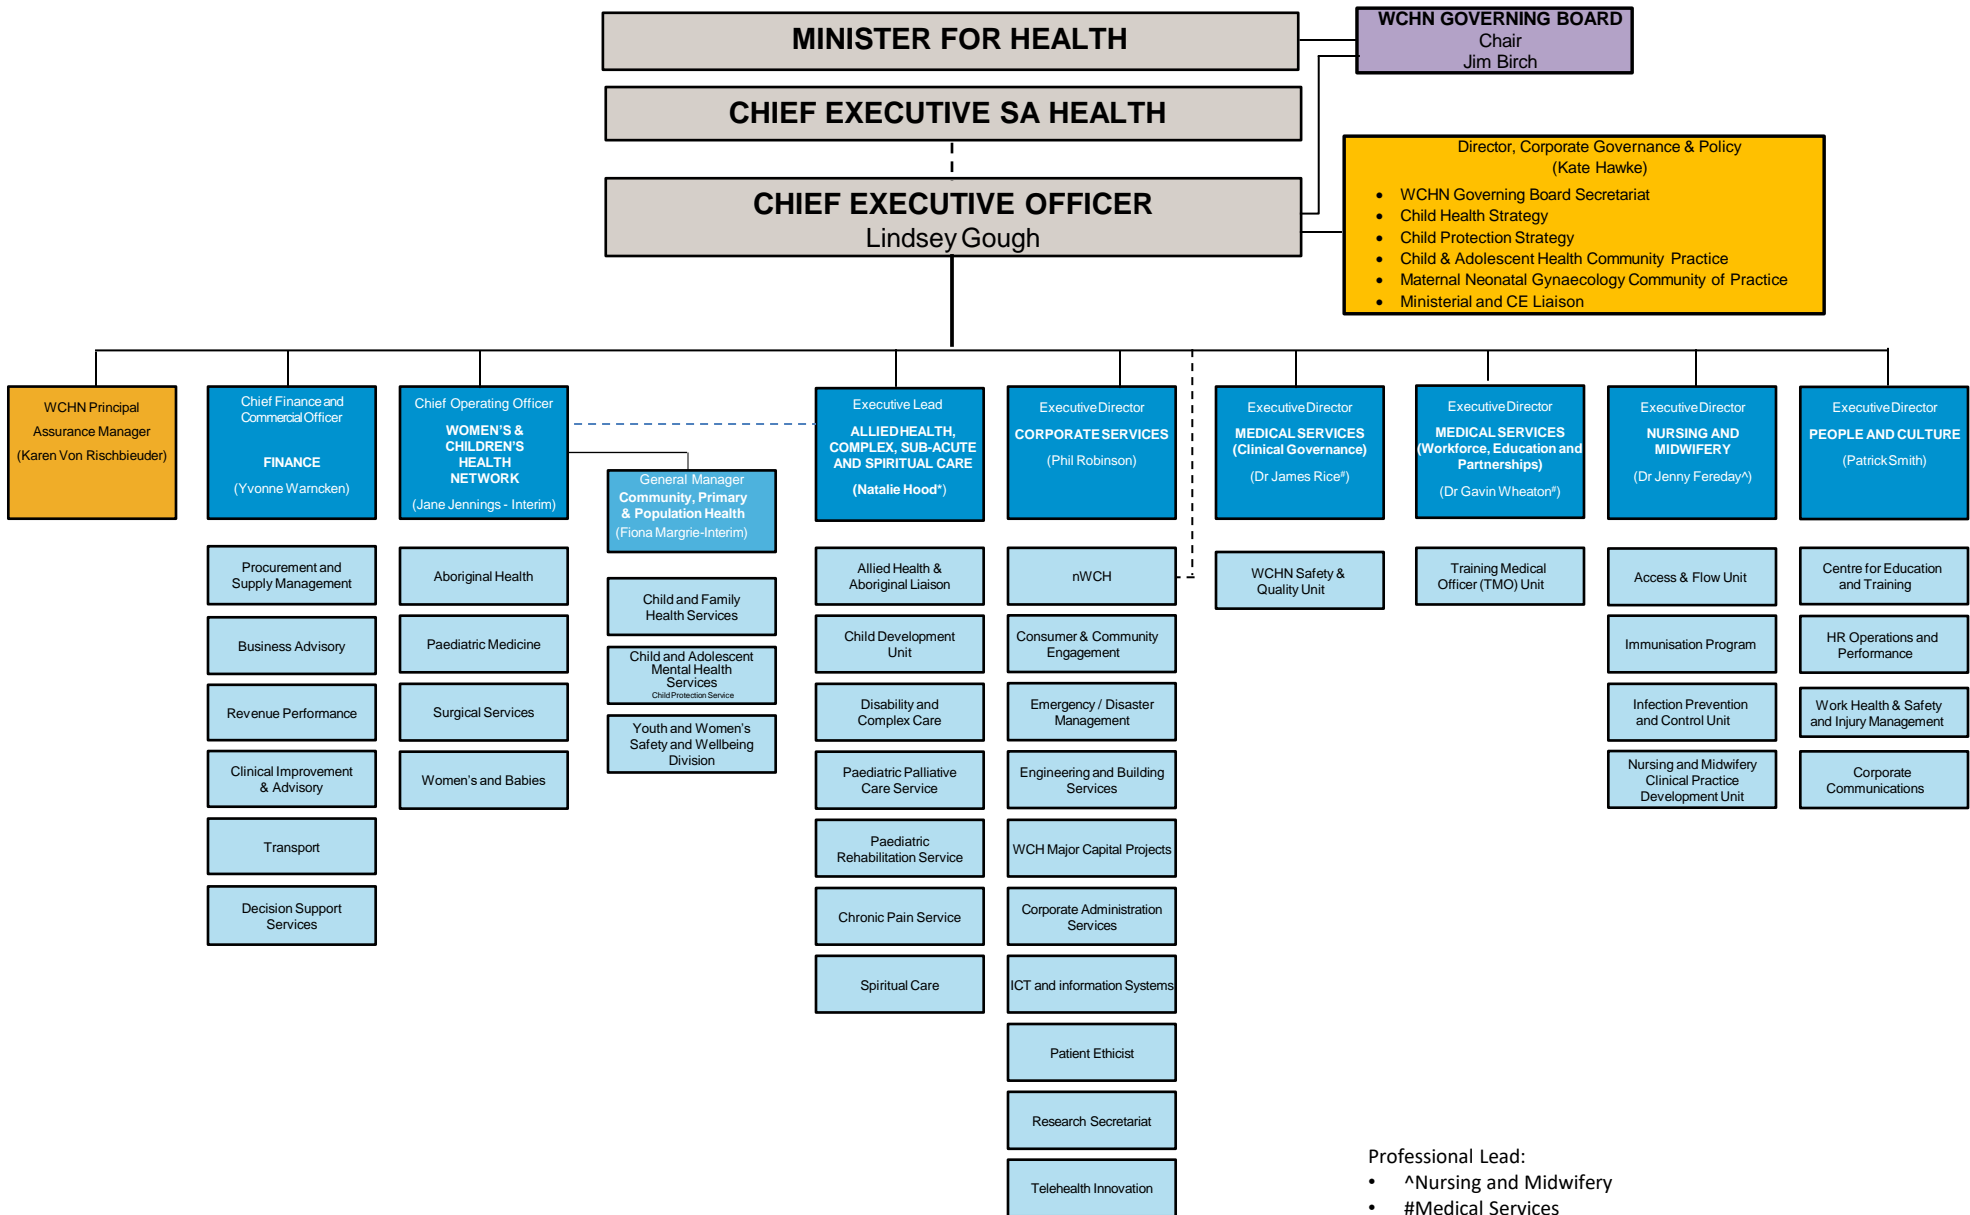 MINISTER FOR HEALTH
WCHN GOVERNING BOARD
Chair
Jim Birch
CHIEF EXECUTIVE SA HEALTH
CHIEF EXECUTIVE OFFICER
Lindsey Gough
Director, Corporate Governance & Policy
(Kate Hawke)
• WCHN Governing Board Secretariat
• Child Health Strategy
• Child Protection Strategy
• Child & Adolescent Health Community Practice
• Maternal Neonatal Gynaecology Community of Practice
• Ministerial and CE Liaison
WCHN Principal
Assurance Manager
(Karen Von Rischbieuder)
Chief Finance and
Commercial Officer
FINANCE
(Yvonne Warncken)
Procurement and
Supply Management
Business Advisory
Revenue Performance
Clinical Improvement
& Advisory
Transport
Decision Support
Services
Chief Operating Officer
WOMEN'S &
CHILDREN'S
HEALTH
NETWORK
(Jane Jennings - Interim)
Aboriginal Health
Paediatric Medicine
Surgical Services
Women's and Babies
General Manager
Community, Primary
& Population Health
(Fiona Margrie-Interim)
Child and Family
Health Services
Child and Adolescent
Mental Health
Services
Child Protection Service
Youth and Women's
Safety and Wellbeing
Division
Executive Lead
ALLIED HEALTH,
COMPLEX, SUB-ACUTE
AND SPIRITUAL CARE
(Natalie Hood*)
Allied Health &
Aboriginal Liaison
Child Development
Unit
Disability and
Complex Care
Paediatric Palliative
Care Service
Paediatric
Rehabilitation Service
Chronic Pain Service
Spiritual Care
Executive Director
CORPORATE SERVICES
(Phil Robinson)
nWCH
Consumer & Community
Engagement
Emergency / Disaster
Management
Engineering and Building
Services
WCH Major Capital Projects
Corporate Administration
Services
ICT and information Systems
Patient Ethicist
Research Secretariat
Telehealth Innovation
Executive Director
MEDICAL SERVICES
(Clinical Governance)
(Dr James Rice#)
WCHN Safety &
Quality Unit
Executive Director
MEDICAL SERVICES
(Workforce, Education and
Partnerships)
(Dr Gavin Wheaton#)
Training Medical
Officer (TMO) Unit
Executive Director
NURSING AND
MIDWIFERY
(Dr Jenny Fereday^)
Access & Flow Unit
Immunisation Program
Infection Prevention
and Control Unit
Nursing and Midwifery
Clinical Practice
Development Unit
Executive Director
PEOPLE AND CULTURE
(Patrick Smith)
Centre for Education
and Training
HR Operations and
Performance
Work Health & Safety
and Injury Management
Corporate
Communications
Professional Lead:
• ^Nursing and Midwifery
• #Medical Services